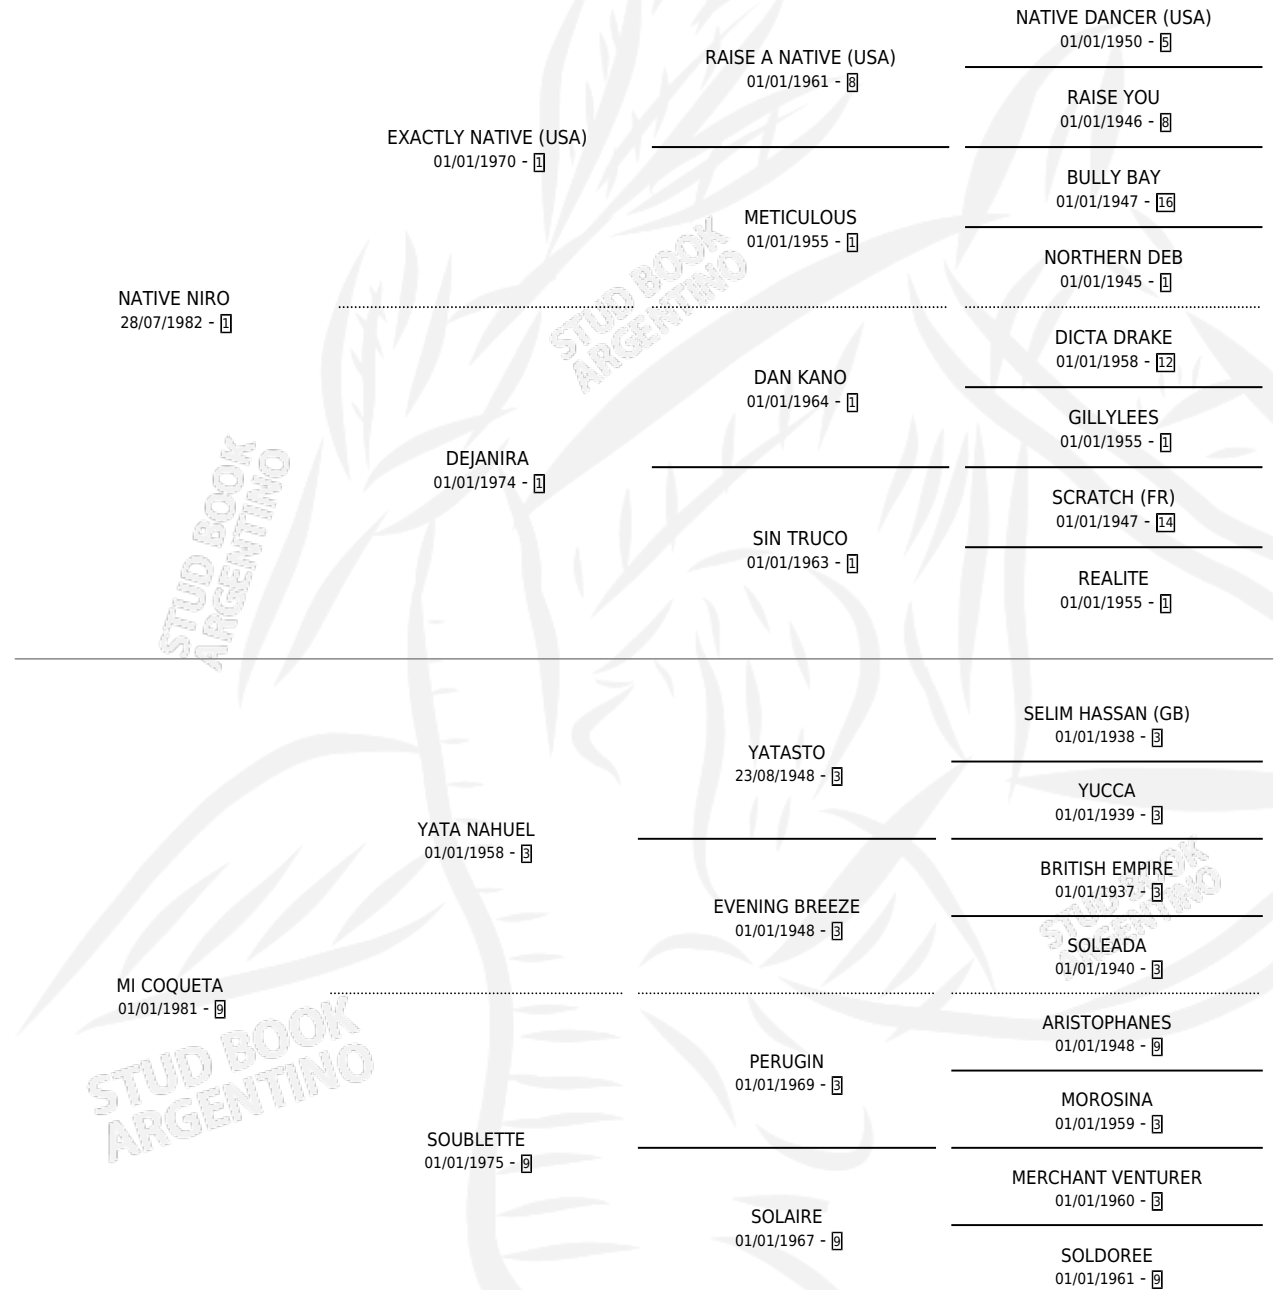 NATIVE DANCER (USA)
01/01/1950 - 5
RAISE A NATIVE (USA)
01/01/1961 - 8
RAISE YOU
01/01/1946 - 8
EXACTLY NATIVE (USA)
01/01/1970 - 1
BULLY BAY
01/01/1947 - 16
METICULOUS
01/01/1955 - 1
NORTHERN DEB
01/01/1945 - 1
NATIVE NIRO
28/07/1982 - 1
DICTA DRAKE
01/01/1958 - 12
DAN KANO
01/01/1964 - 1
GILLYLEES
01/01/1955 - 1
DEJANIRA
01/01/1974 - 1
SCRATCH (FR)
01/01/1947 - 14
SIN TRUCO
01/01/1963 - 1
REALITE
01/01/1955 - 1
SELIM HASSAN (GB)
01/01/1938 - 3
YATASTO
23/08/1948 - 3
YUCCA
01/01/1939 - 3
YATA NAHUEL
01/01/1958 - 3
BRITISH EMPIRE
01/01/1937 - 3
EVENING BREEZE
01/01/1948 - 3
SOLEADA
01/01/1940 - 3
MI COQUETA
01/01/1981 - 9
ARISTOPHANES
01/01/1948 - 9
PERUGIN
01/01/1969 - 3
MOROSINA
01/01/1959 - 3
SOUBLETTE
01/01/1975 - 9
MERCHANT VENTURER
01/01/1960 - 3
SOLAIRE
01/01/1967 - 9
SOLDOREE
01/01/1961 - 9
STUD BOOK
ARGENTINO
STUD BOOK
ARGENTINO
STUD BOOK
ARGENTINO
STUD BOOK
ARGENTINO